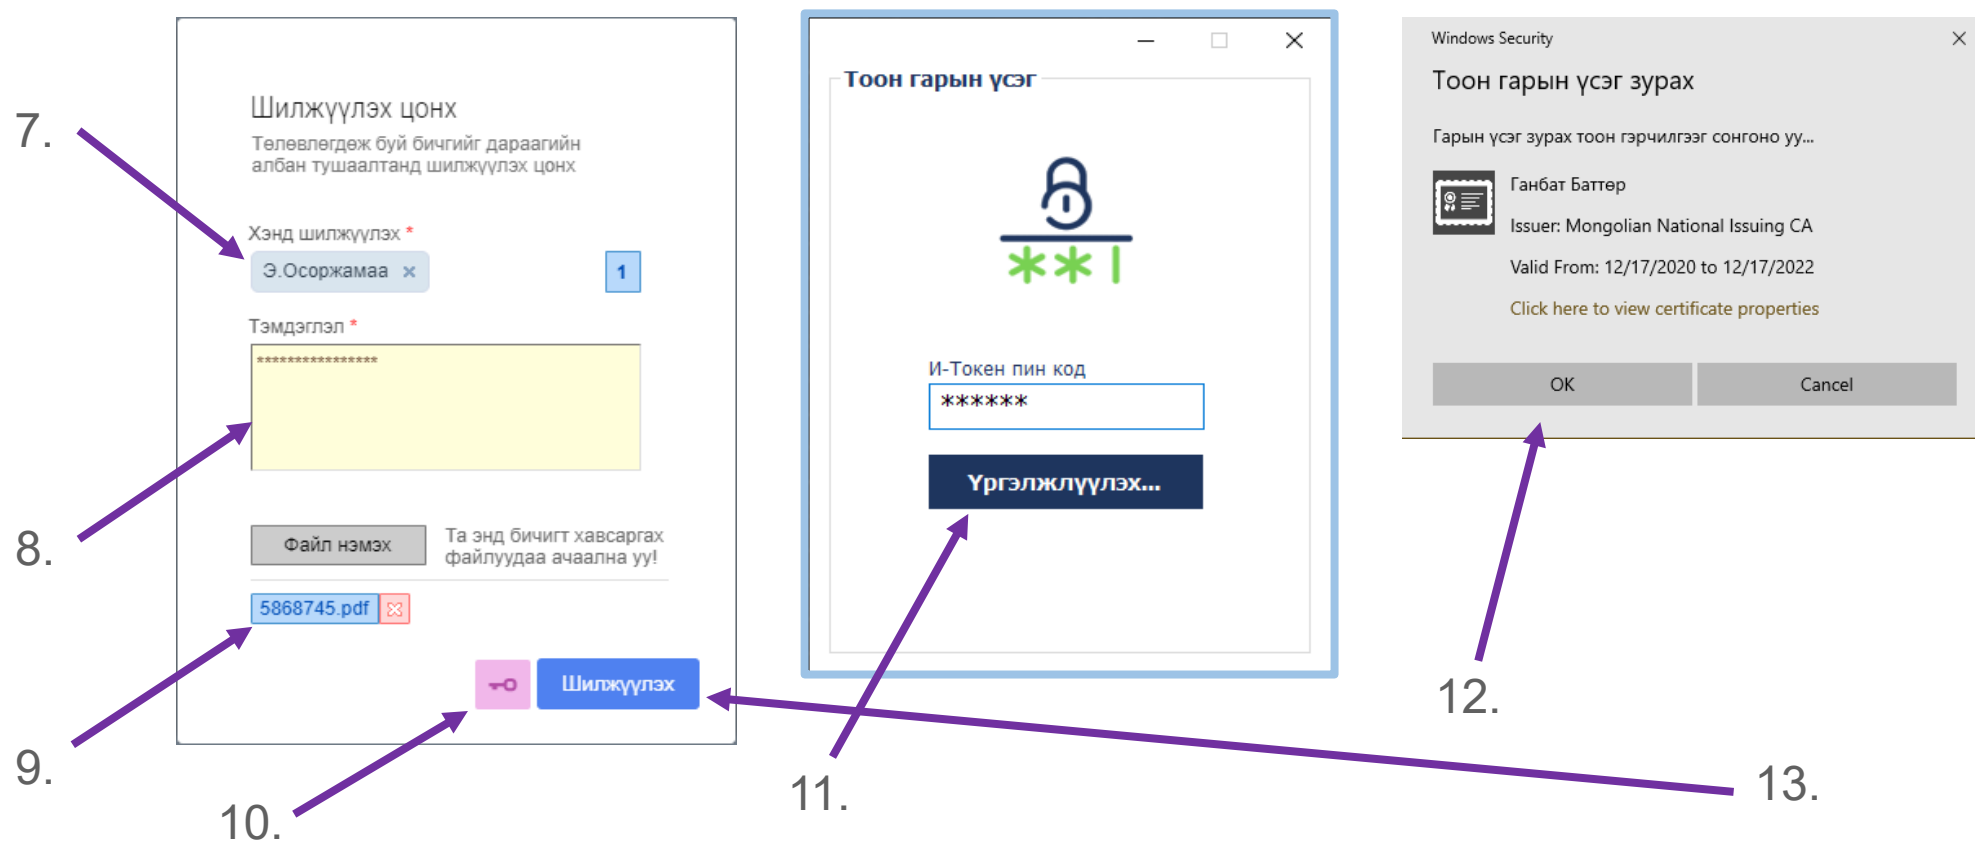 7.
Шилжүүлэх цонх
Төлөвлөгдөж буй бичгийг дараагийн
албан тушаалтанд шилжүүлэх цонх
Хэнд шилжүүлэх *
Э.Осоржамаа ×
1
Тэмдэглэл *
****************
8.
Файл нэмэх
Та энд бичигт хавсаргах
файлуудаа ачаална уу!
5868745.pdf
9.
Шилжүүлэх
10.
Тоон гарын үсэг
**|
И-Токен пин код
******
Үргэлжлүүлэх...
11.
Windows Security
Тоон гарын үсэг зурах
Гарын үсэг зурах тоон гэрчилгээг сонгоно уу...
Ганбат Баттөр
Issuer: Mongolian National Issuing CA
Valid From: 12/17/2020 to 12/17/2022
Click here to view certificate properties
OK
Cancel
12.
13.